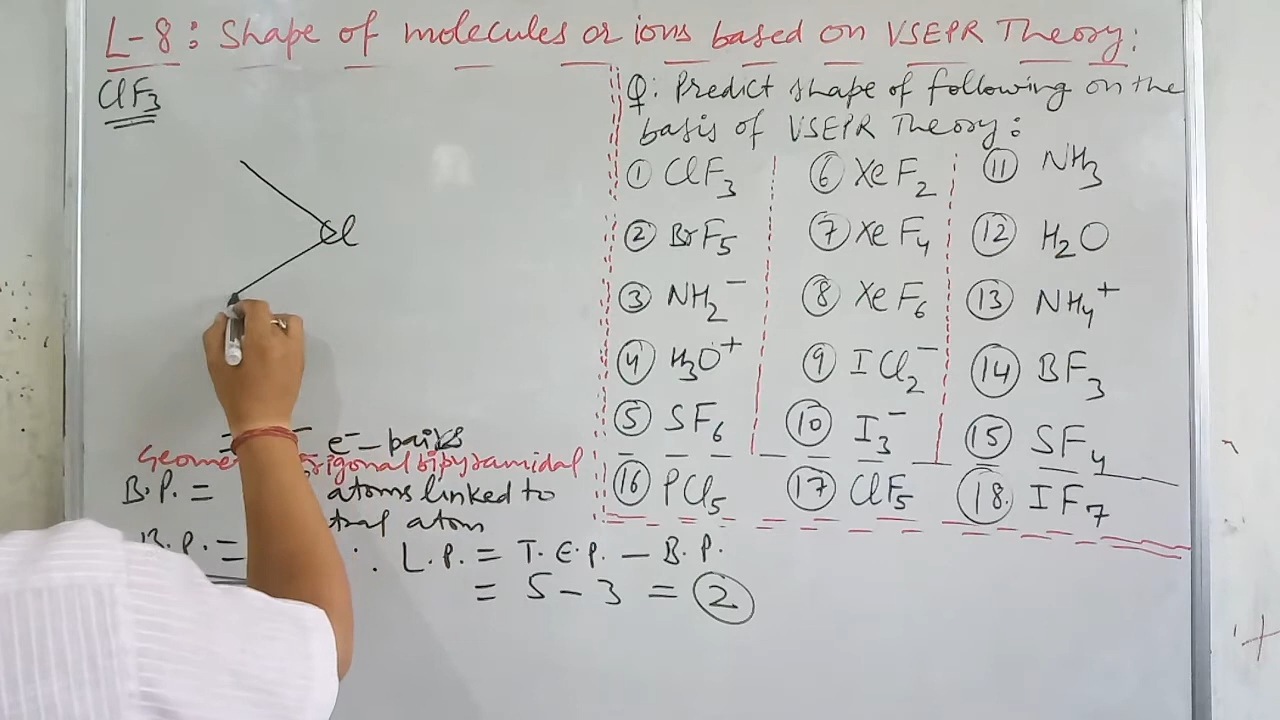 L-8: Shape of molecules or ions based on VSEPR Theory:
ClF₃
Cl
e⁻-pairs
trigonal bipyramidal
B.P. =
atoms linked to
atom
B.P. =
∴ L.P. = T.E.P. – B.P.
= 5 – 3 = 2
Q: Predict shape of following on the
basis of VSEPR Theory:
① ClF₃ ⑥ XeF₂ ⑪ NH₃
② BrF₅ ⑦ XeF₄ ⑫ H₂O
③ NH₂⁻ ⑧ XeF₆ ⑬ NH₄⁺
④ H₃O⁺ ⑨ ICl₂⁻ ⑭ BF₃
⑤ SF₆ ⑩ I₃⁻ ⑮ SF₄
⑯ PCl₅ ⑰ ClF₅ ⑱ IF₇